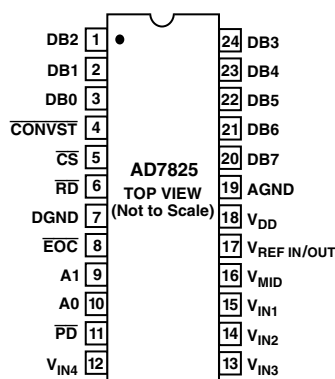 DB2 1 24 DB3
DB1 2 23 DB4
DB0 3 22 DB5
CONVST 4 21 DB6
CS 5 20 DB7
RD 6 AD7825 19 AGND
TOP VIEW
DGND 7 (Not to Scale) 18 VDD
EOC 8 17 VREF IN/OUT
A1 9 16 VMID
A0 10 15 VIN1
PD 11 14 VIN2
VIN4 12 13 VIN3